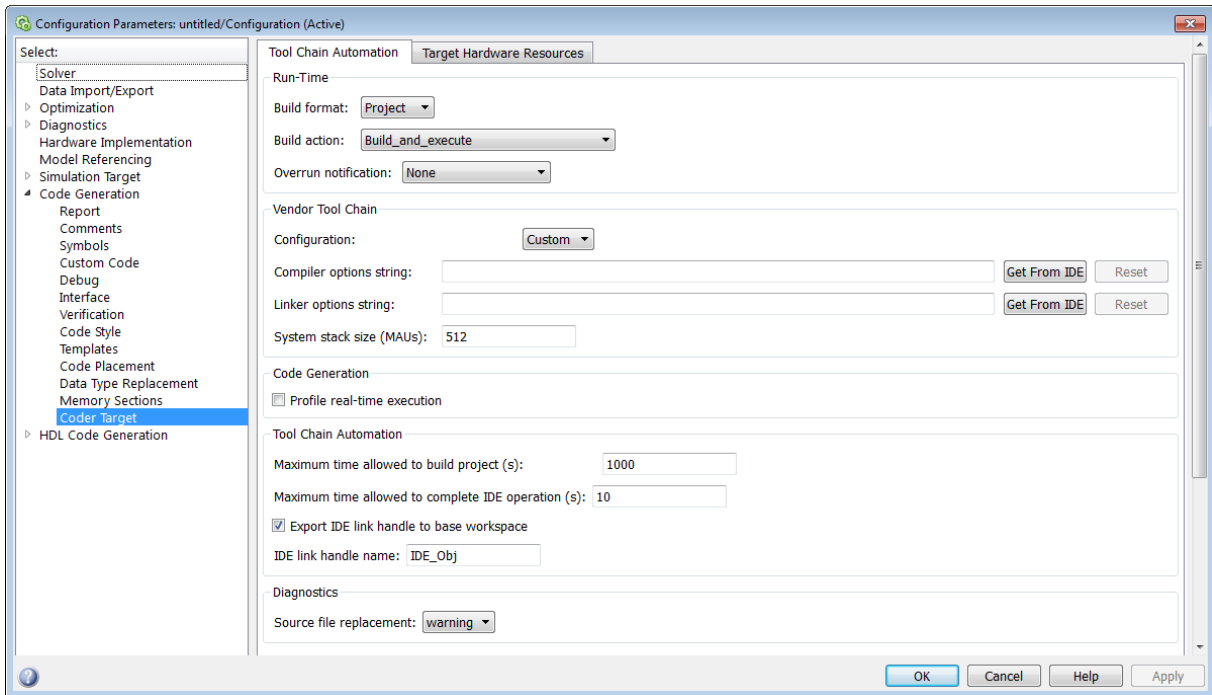 Configuration Parameters: untitled/Configuration (Active)
Select:
Solver
Data Import/Export
Optimization
Diagnostics
Hardware Implementation
Model Referencing
Simulation Target
Code Generation
Report
Comments
Symbols
Custom Code
Debug
Interface
Verification
Code Style
Templates
Code Placement
Data Type Replacement
Memory Sections
Coder Target
HDL Code Generation
Tool Chain Automation Target Hardware Resources
Run-Time
Build format: Project
Build action: Build_and_execute
Overrun notification: None
Vendor Tool Chain
Configuration: Custom
Compiler options string: Get From IDE Reset
Linker options string: Get From IDE Reset
System stack size (MAUs): 512
Code Generation
Profile real-time execution
Tool Chain Automation
Maximum time allowed to build project (s): 1000
Maximum time allowed to complete IDE operation (s): 10
Export IDE link handle to base workspace
IDE link handle name: IDE_Obj
Diagnostics
Source file replacement: warning
OK Cancel Help Apply